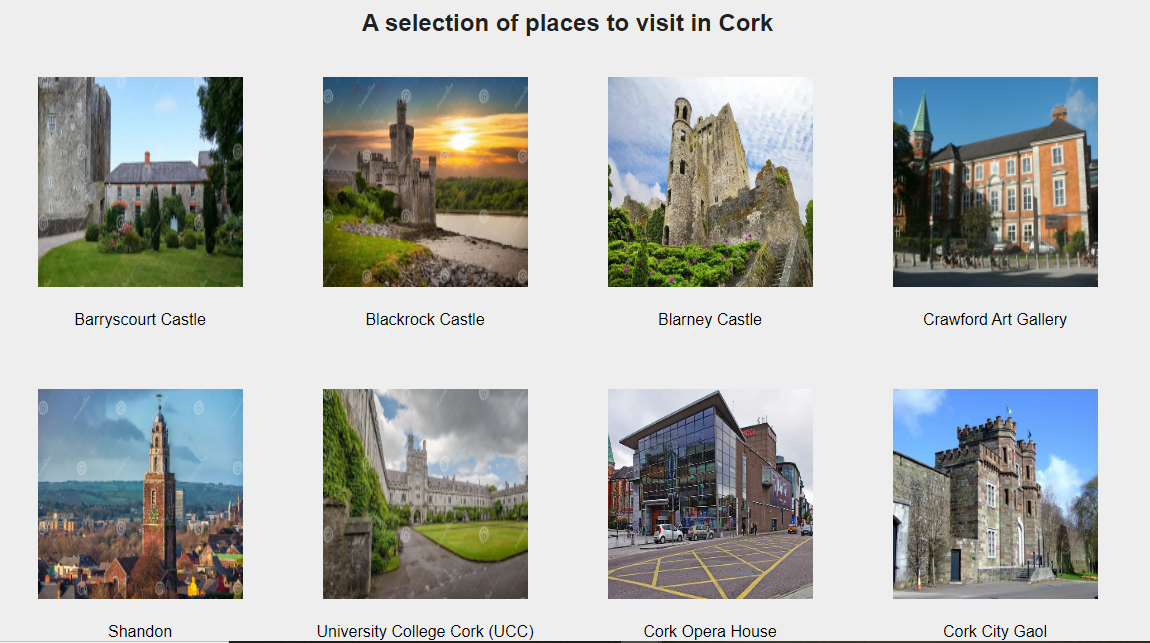 A selection of places to visit in Cork
Barryscourt Castle
Blackrock Castle
Blarney Castle
Crawford Art Gallery
Shandon
University College Cork (UCC)
Cork Opera House
Cork City Gaol